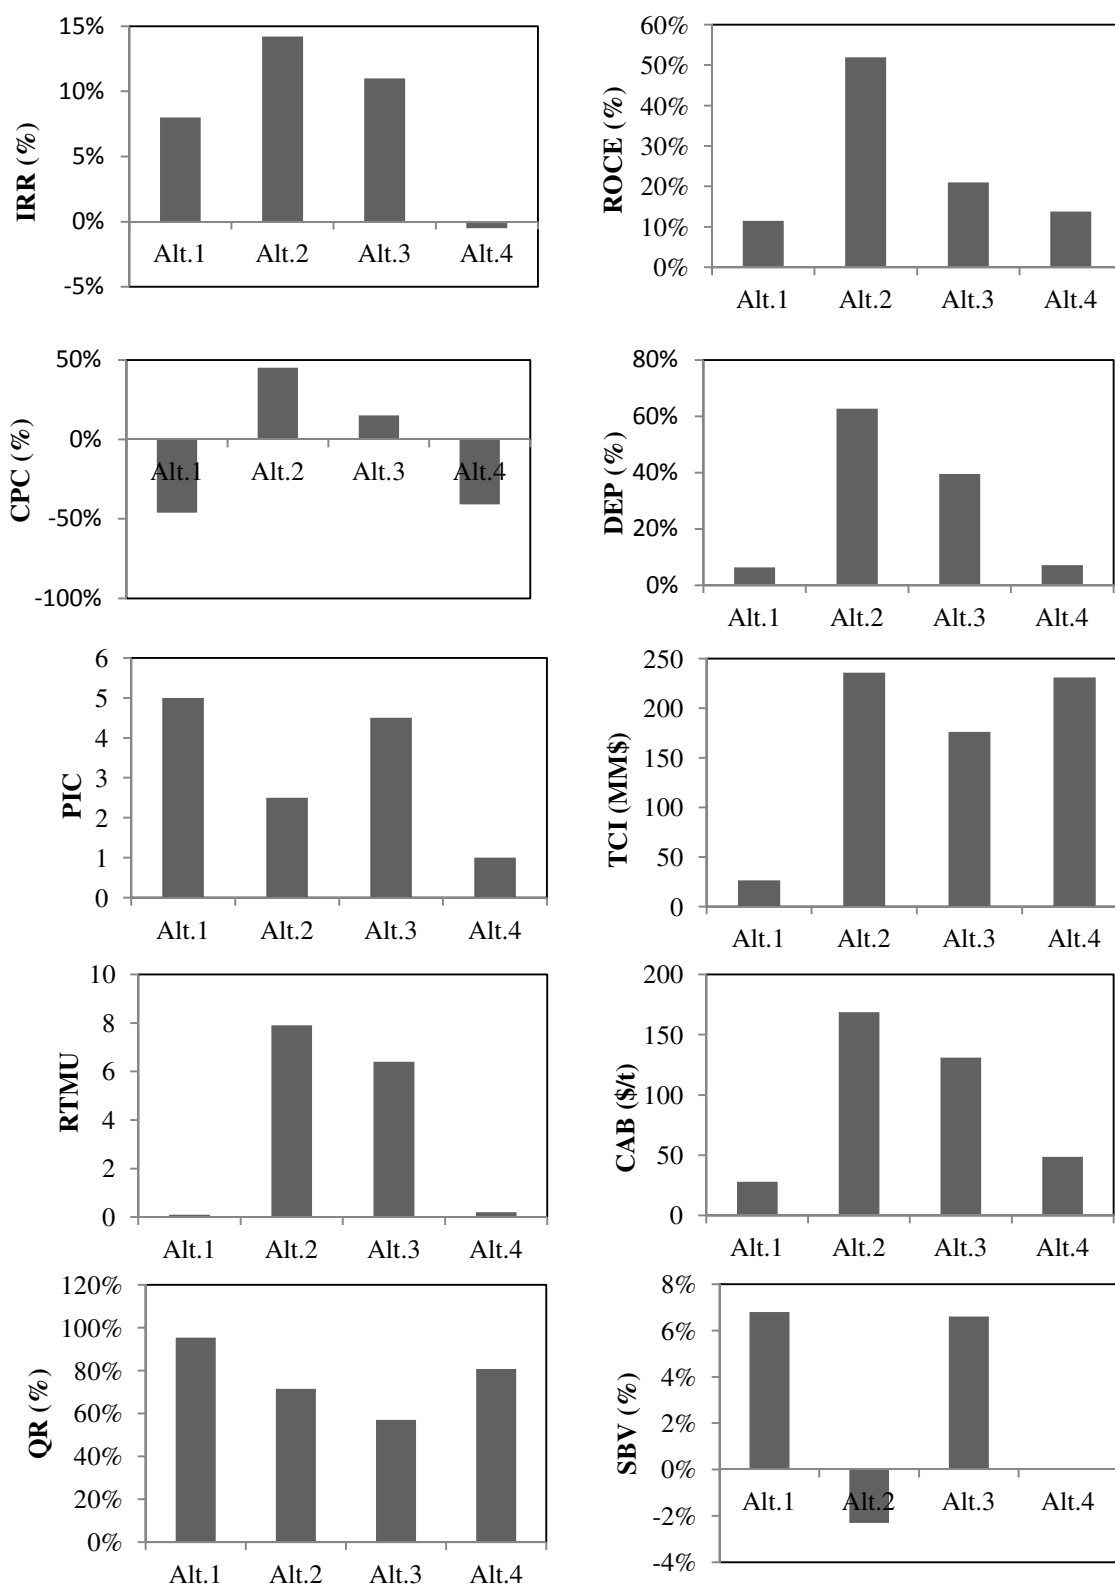 15%
10%
5%
0%
-5%
IRR (%)
Alt.1 Alt.2 Alt.3 Alt.4
60%
50%
40%
30%
20%
10%
0%
ROCE (%)
Alt.1 Alt.2 Alt.3 Alt.4
50%
0%
-50%
-100%
CPC (%)
Alt.1 Alt.2 Alt.3 Alt.4
80%
60%
40%
20%
0%
DEP (%)
Alt.1 Alt.2 Alt.3 Alt.4
6
5
4
3
2
1
0
PIC
Alt.1 Alt.2 Alt.3 Alt.4
250
200
150
100
50
0
TCI (MM$)
Alt.1 Alt.2 Alt.3 Alt.4
10
8
6
4
2
0
RTMU
Alt.1 Alt.2 Alt.3 Alt.4
200
150
100
50
0
CAB ($/t)
Alt.1 Alt.2 Alt.3 Alt.4
120%
100%
80%
60%
40%
20%
0%
QR (%)
Alt.1 Alt.2 Alt.3 Alt.4
8%
6%
4%
2%
0%
-2%
-4%
SBV (%)
Alt.1 Alt.2 Alt.3 Alt.4